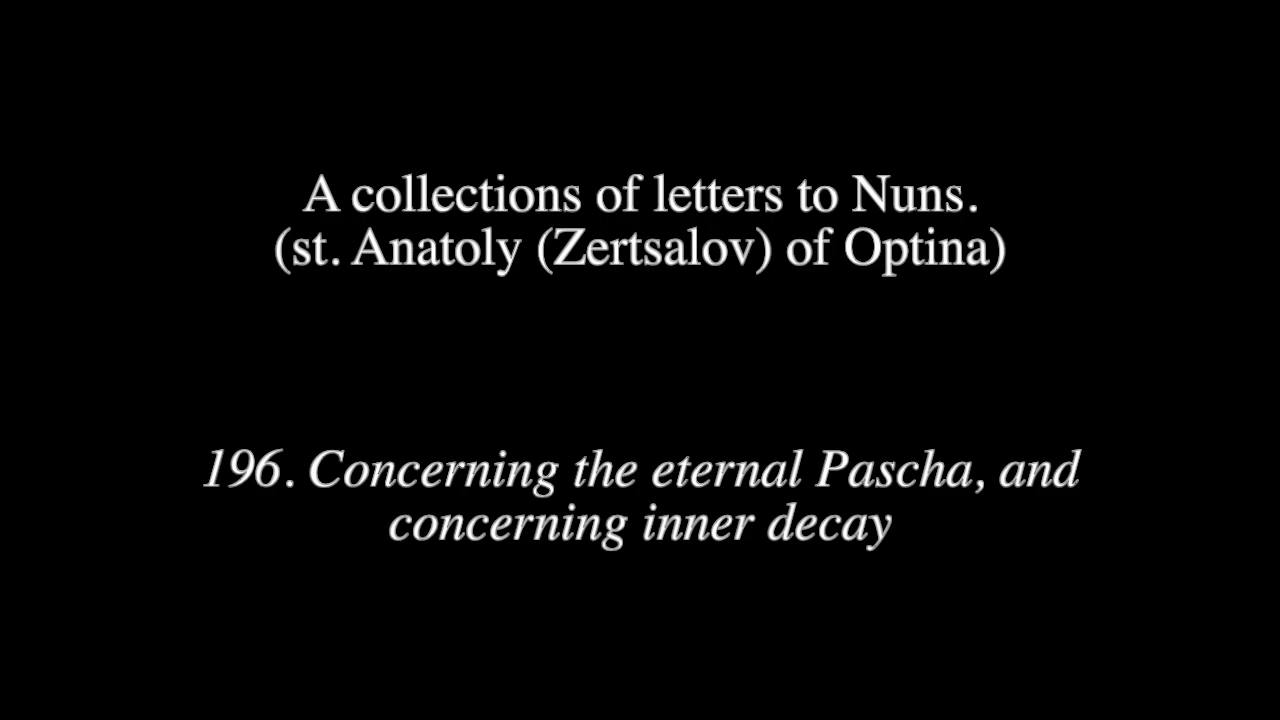 A collections of letters to Nuns.
(st. Anatoly (Zertsalov) of Optina)
196. Concerning the eternal Pascha, and
concerning inner decay